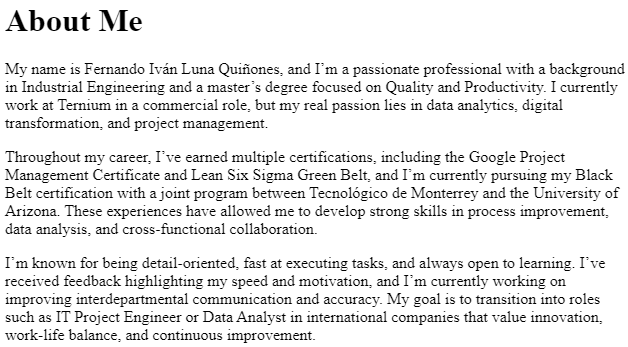 About Me
My name is Fernando Iván Luna Quiñones, and I’m a passionate professional with a background
in Industrial Engineering and a master’s degree focused on Quality and Productivity. I currently
work at Ternium in a commercial role, but my real passion lies in data analytics, digital
transformation, and project management.
Throughout my career, I’ve earned multiple certifications, including the Google Project
Management Certificate and Lean Six Sigma Green Belt, and I’m currently pursuing my Black
Belt certification with a joint program between Tecnológico de Monterrey and the University of
Arizona. These experiences have allowed me to develop strong skills in process improvement,
data analysis, and cross-functional collaboration.
I’m known for being detail-oriented, fast at executing tasks, and always open to learning. I’ve
received feedback highlighting my speed and motivation, and I’m currently working on
improving interdepartmental communication and accuracy. My goal is to transition into roles
such as IT Project Engineer or Data Analyst in international companies that value innovation,
work-life balance, and continuous improvement.